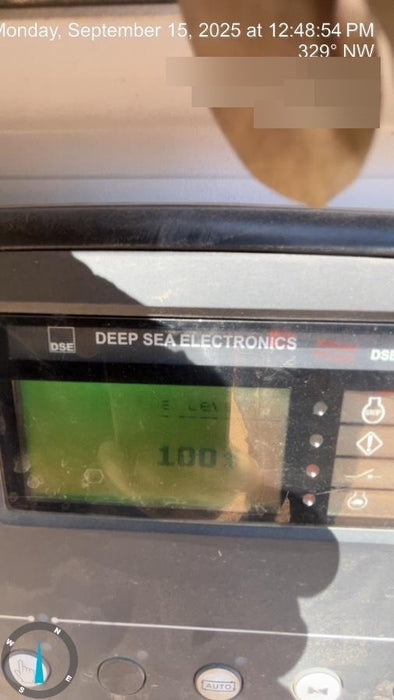 Monday, September 15, 2025 at 12:48:54 PM
329° NW
DSE
DEEP SEA ELECTRONICS
DSE
100%
AUTO
N
W
E
S